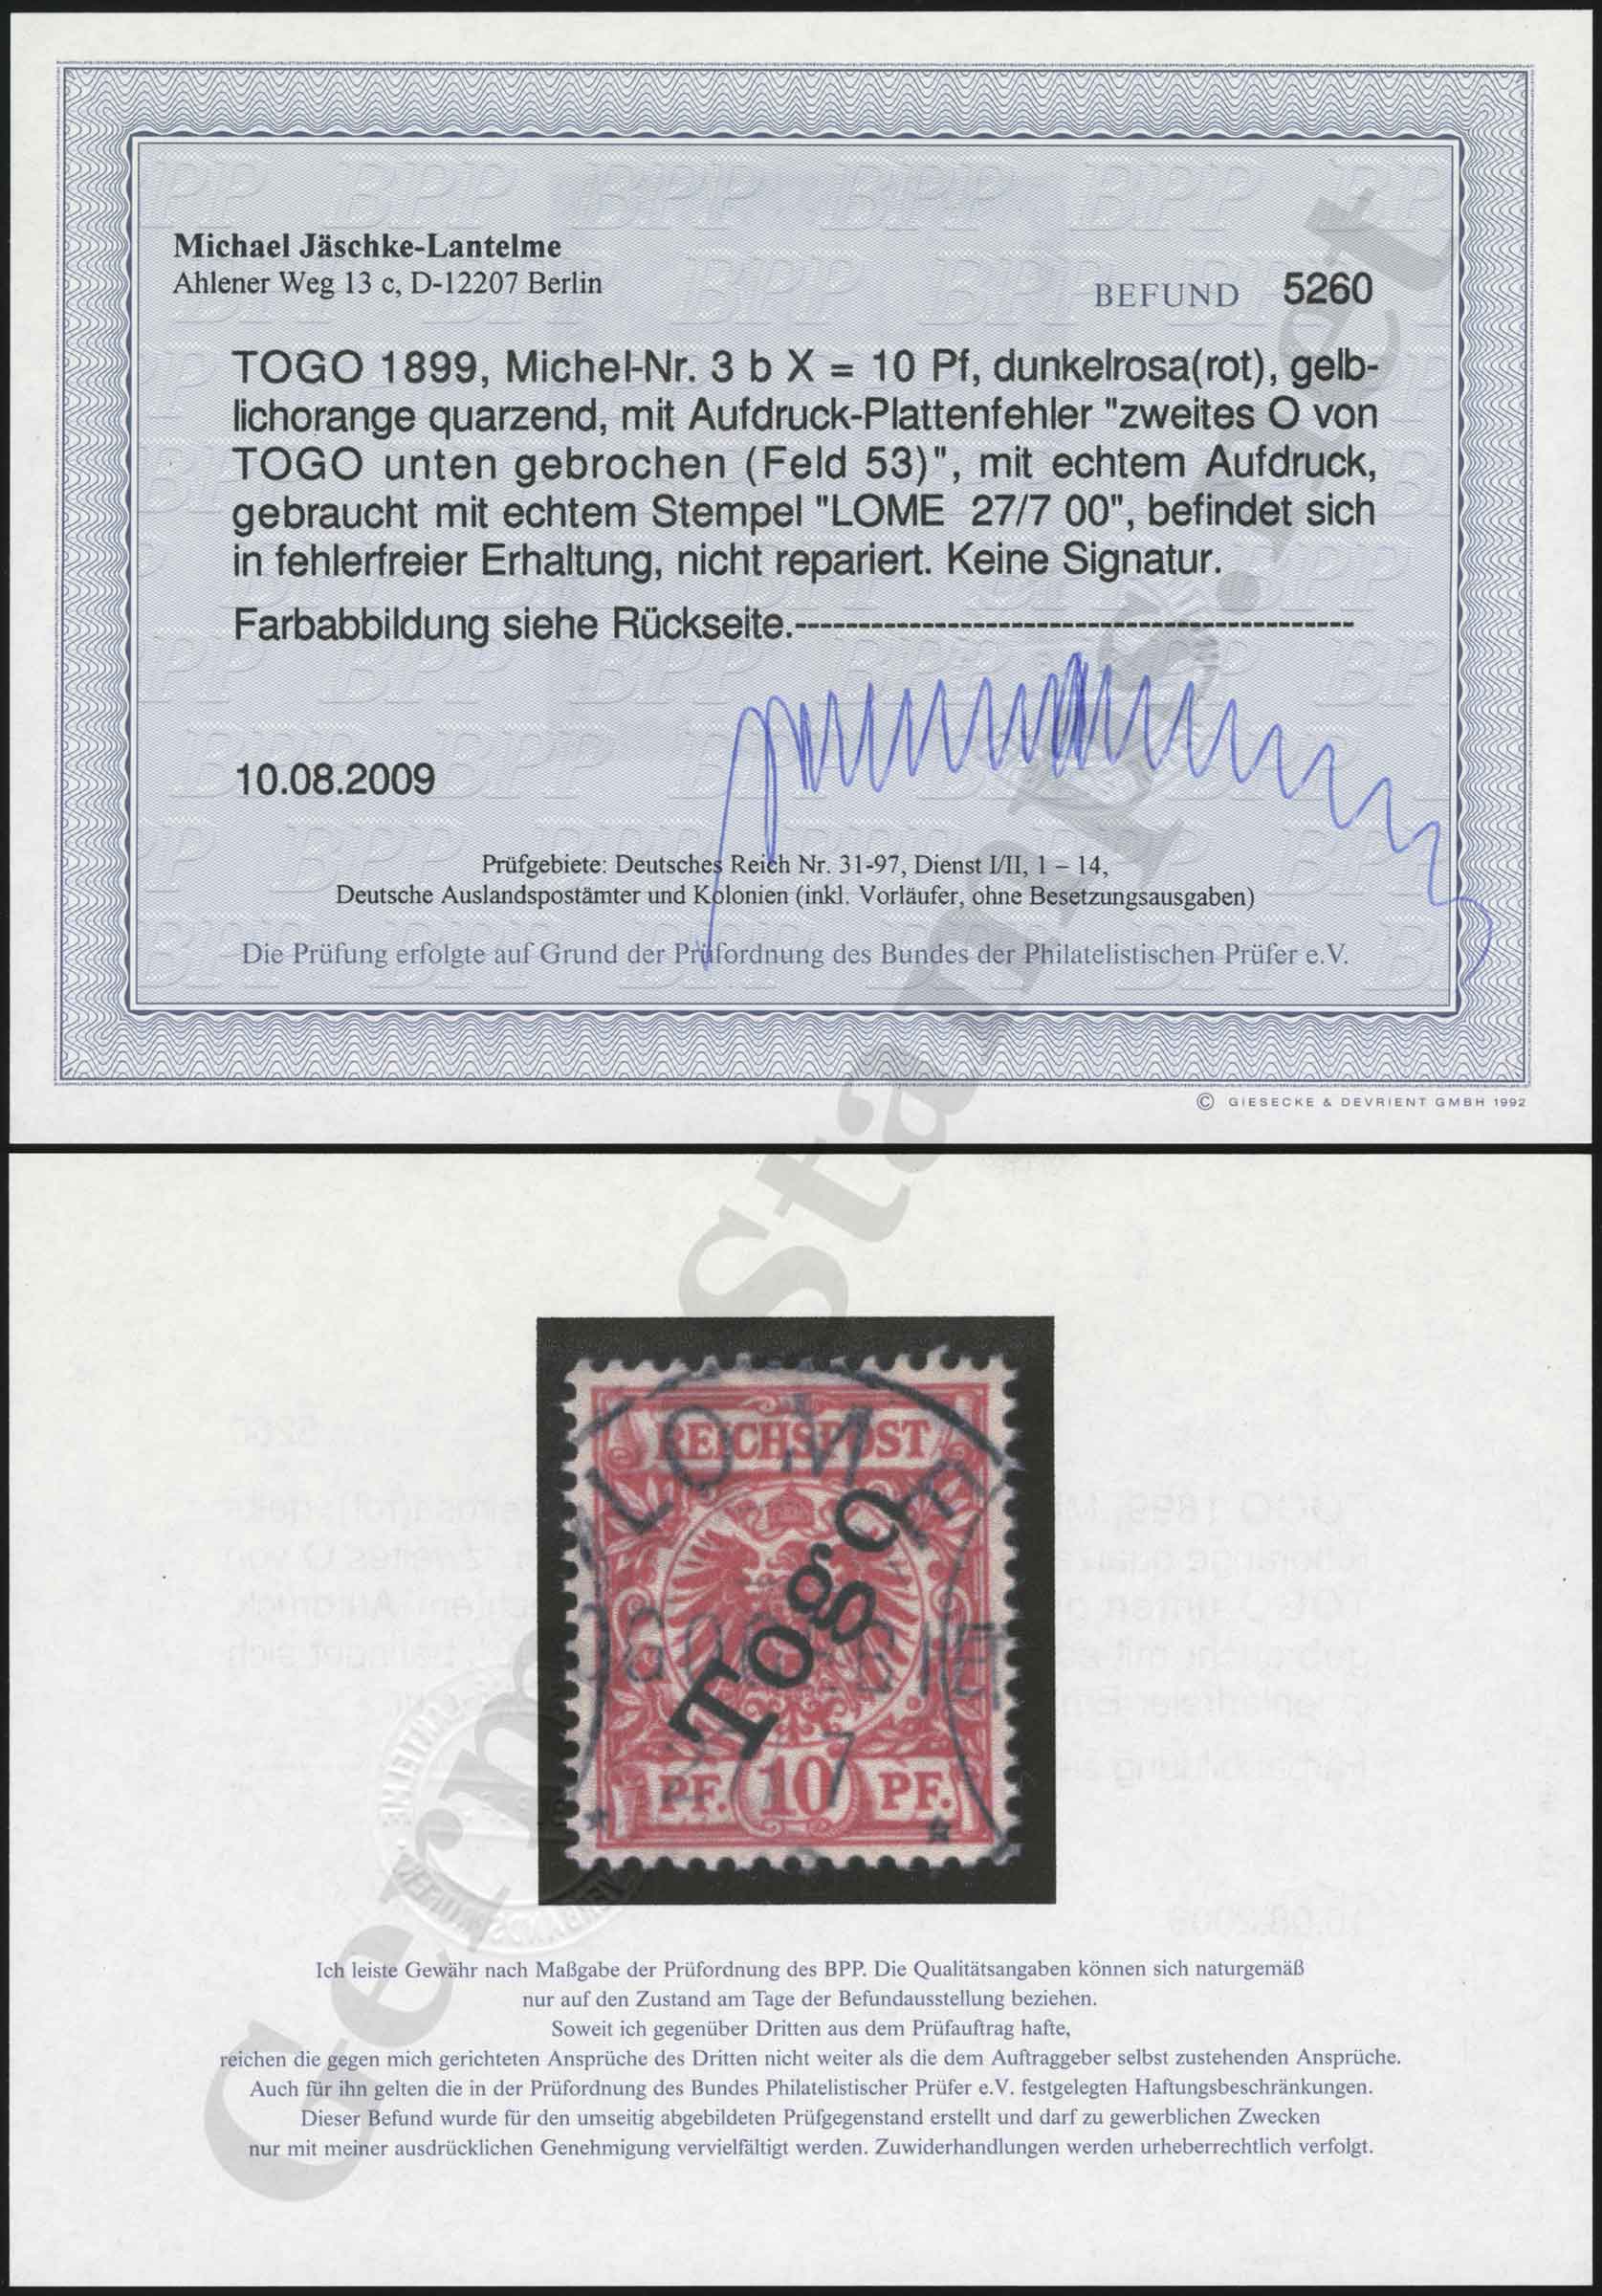 Michael Jäschke-Lantelme
Ahlener Weg 13 c, D-12207 Berlin
BEFUND 5260
TOGO 1899, Michel-Nr. 3 b X = 10 Pf, dunkelrosa(rot), gelb-
lichorange quarzend, mit Aufdruck-Plattenfehler "zweites O von
TOGO unten gebrochen (Feld 53)", mit echtem Aufdruck,
gebraucht mit echtem Stempel "LOME 27/7 00", befindet sich
in fehlerfreier Erhaltung, nicht repariert. Keine Signatur.
Farbabbildung siehe Rückseite.--------------------------------------------
10.08.2009
Prüfgebiete: Deutsches Reich Nr. 31-97, Dienst I/II, 1 – 14,
Deutsche Auslandspostämter und Kolonien (inkl. Vorläufer, ohne Besetzungsausgaben)
Die Prüfung erfolgte auf Grund der Prüfordnung des Bundes der Philatelistischen Prüfer e.V.
© GIESECKE & DEVRIENT GMBH 1992
German-Stamps.net
LOME
REICHSPOST
Togo
PF. 10 PF.
Ich leiste Gewähr nach Maßgabe der Prüfordnung des BPP. Die Qualitätsangaben können sich naturgemäß
nur auf den Zustand am Tage der Befundausstellung beziehen.
Soweit ich gegenüber Dritten aus dem Prüfauftrag hafte,
reichen die gegen mich gerichteten Ansprüche des Dritten nicht weiter als die dem Auftraggeber selbst zustehenden Ansprüche.
Auch für ihn gelten die in der Prüfordnung des Bundes Philatelistischer Prüfer e.V. festgelegten Haftungsbeschränkungen.
Dieser Befund wurde für den umseitig abgebildeten Prüfgegenstand erstellt und darf zu gewerblichen Zwecken
nur mit meiner ausdrücklichen Genehmigung vervielfältigt werden. Zuwiderhandlungen werden urheberrechtlich verfolgt.